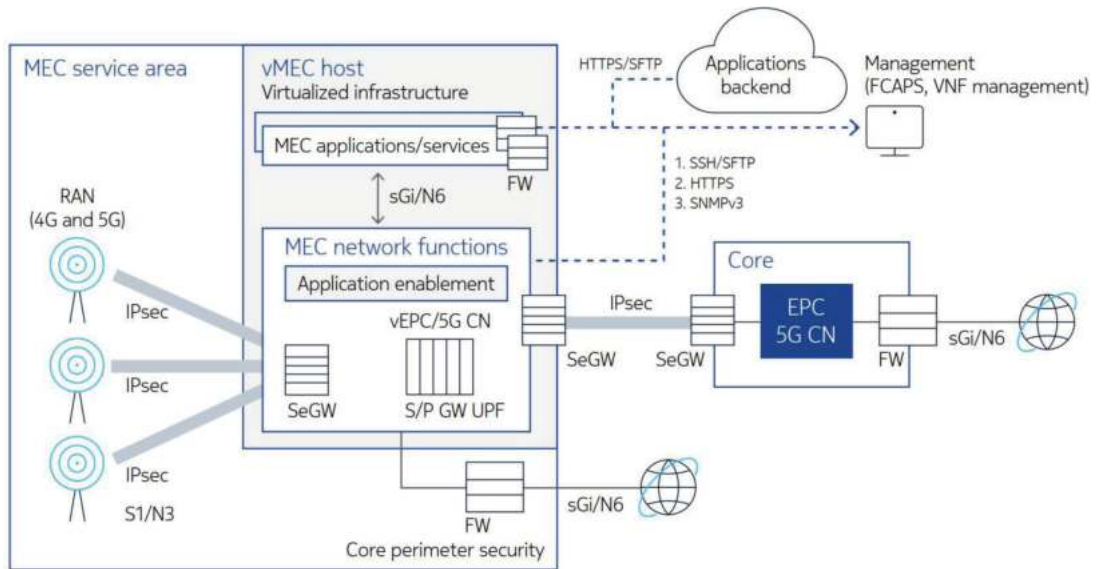 MEC service area
vMEC host
Virtualized infrastructure
MEC applications/services
FW
HTTPS/SFTP
Applications
backend
Management
(FCAPS, VNF management)
1. SSH/SFTP
2. HTTPS
3. SNMPv3
sGi/N6
RAN
(4G and 5G)
IPsec
IPsec
IPsec
S1/N3
MEC network functions
Application enablement
vEPC/5G CN
SeGW
S/P GW UPF
SeGW
IPsec
SeGW
Core
EPC
5G CN
FW
sGi/N6
FW
sGi/N6
Core perimeter security